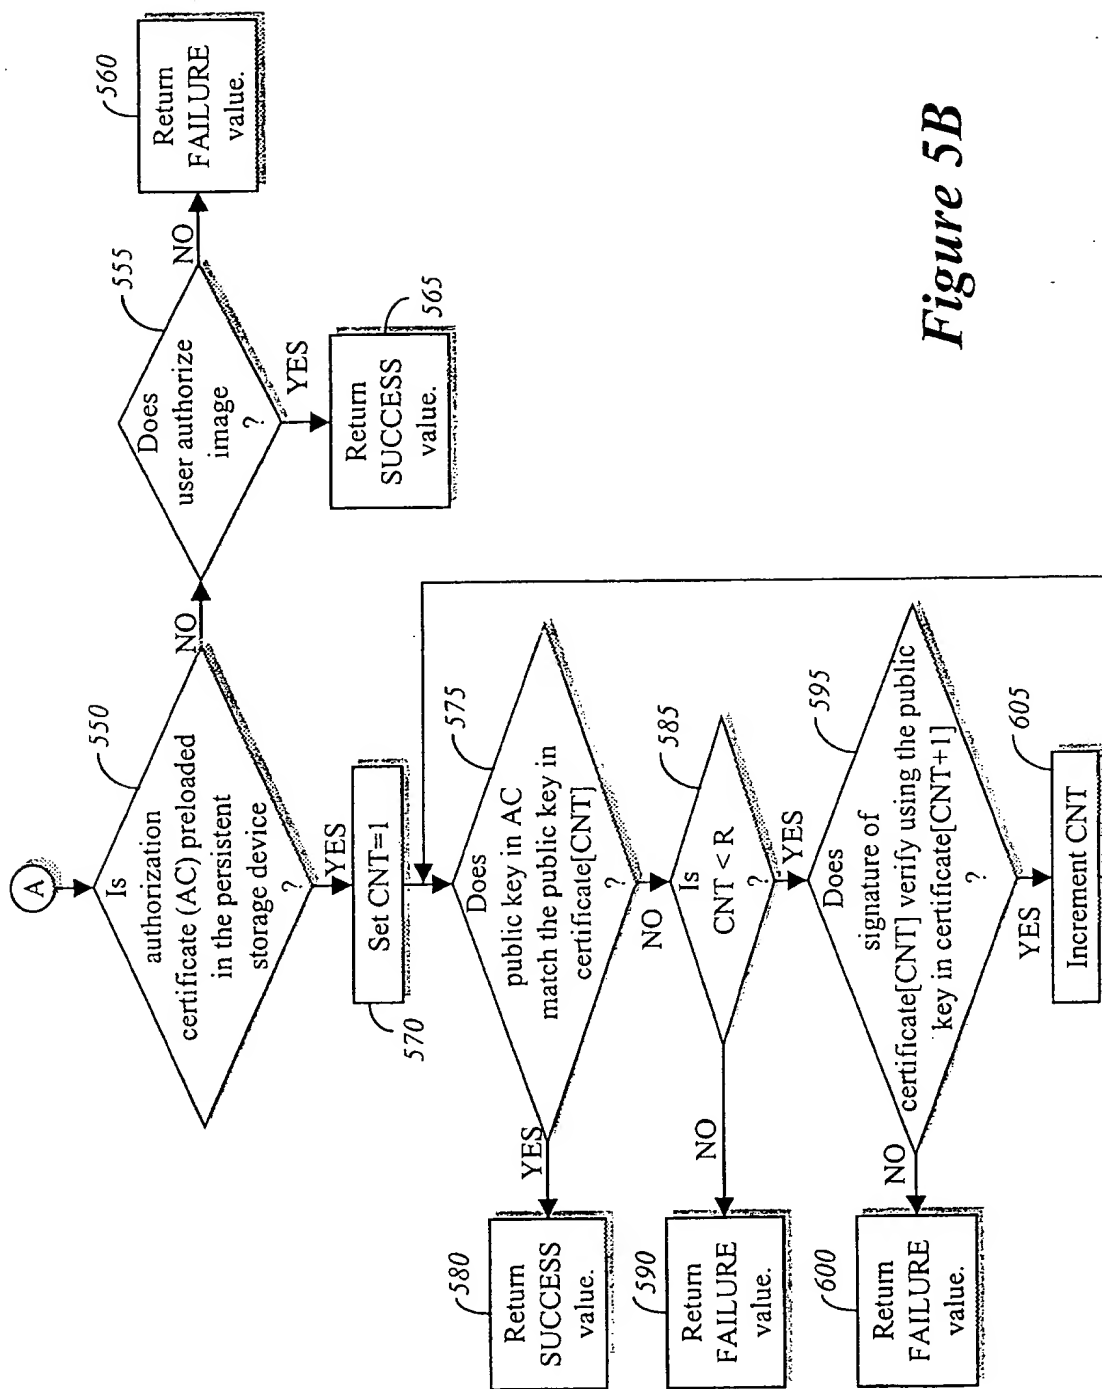 A
Is
authorization
certificate (AC) preloaded
in the persistent
storage device
?
550
NO
YES
Does
user authorize
image
?
555
NO
YES
Return
FAILURE
value.
560
Return
SUCCESS
value.
565
Set CNT=1
570
Does
public key in AC
match the public key in
certificate[CNT]
?
575
YES
NO
Return
SUCCESS
value.
580
Is
CNT < R
?
585
NO
YES
Return
FAILURE
value.
590
Does
signature of
certificate[CNT] verify using the public
key in certificate[CNT+1]
?
595
NO
YES
Return
FAILURE
value.
600
Increment CNT
605
Figure 5B